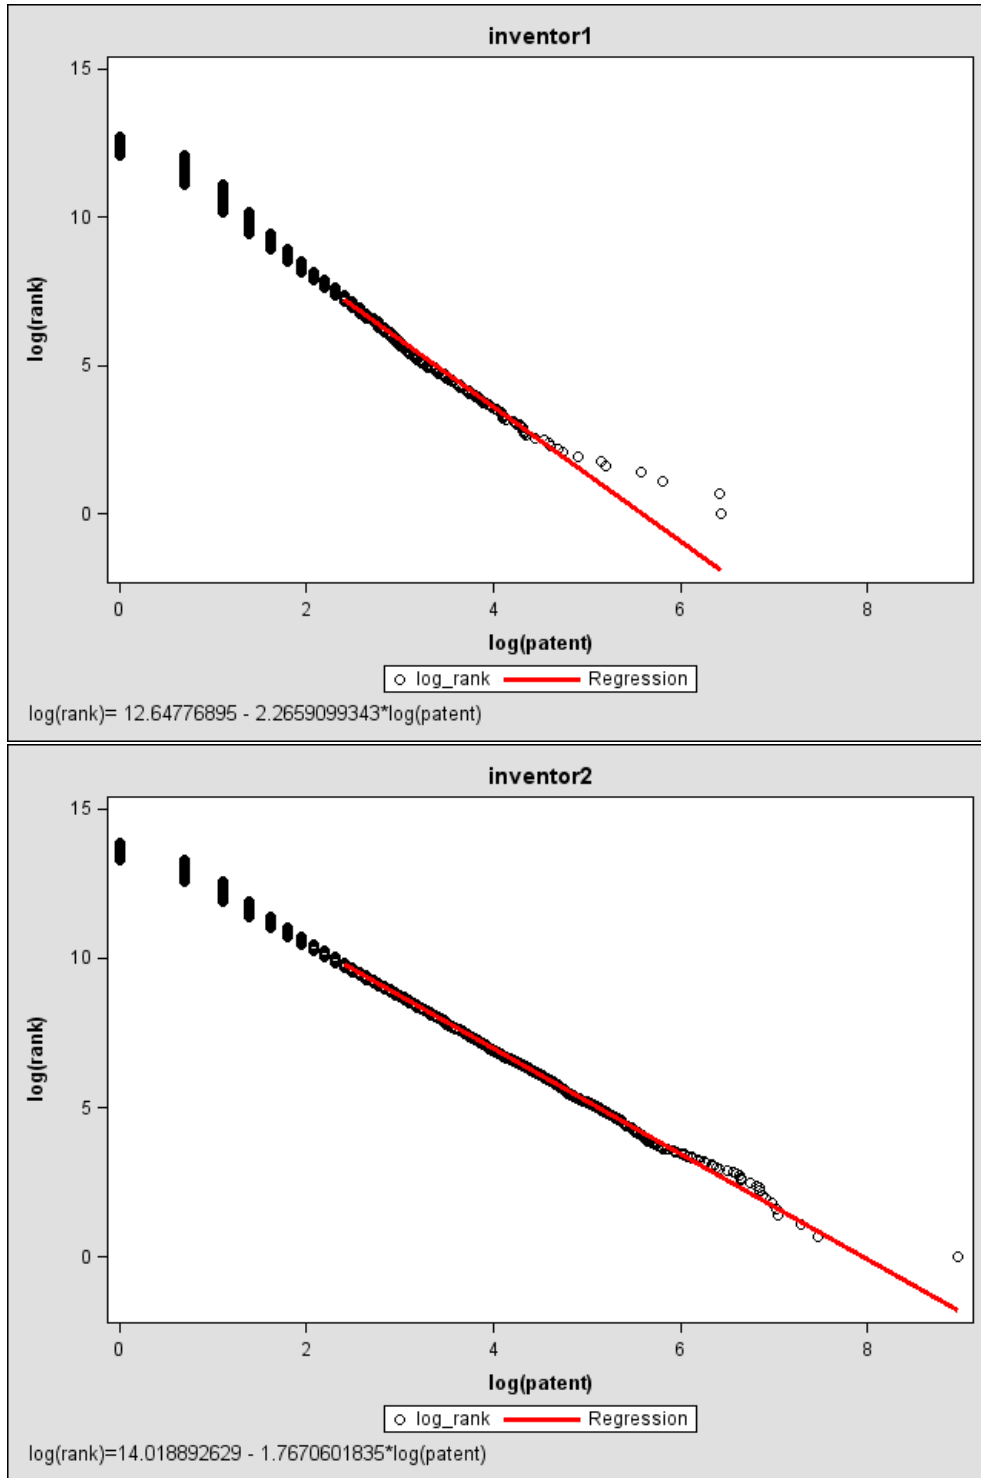 inventor1
15
10
5
0
log(rank)
0 2 4 6 8
log(patent)
log_rank Regression
log(rank)= 12.64776895 - 2.2659099343*log(patent)
inventor2
15
10
5
0
log(rank)
0 2 4 6 8
log(patent)
log_rank Regression
log(rank)=14.018892629 - 1.7670601835*log(patent)